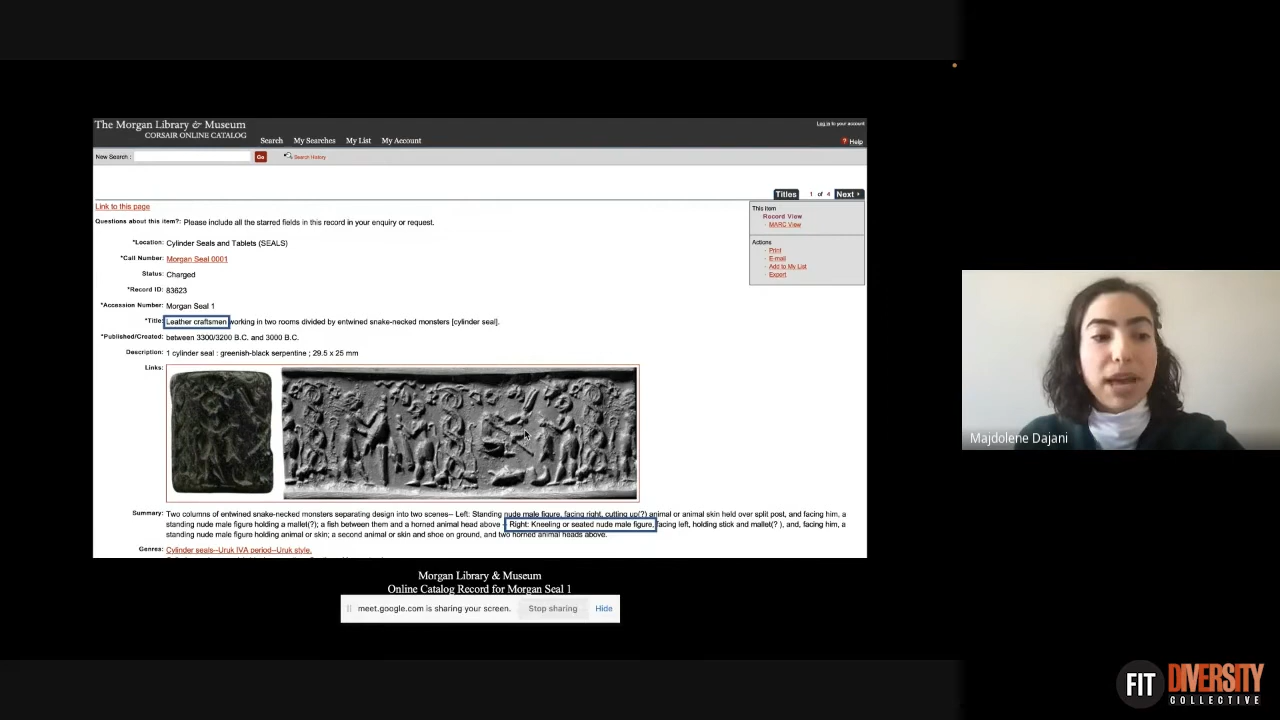 The Morgan Library & Museum
CORSAIR ONLINE CATALOG
Search My Searches My List My Account
Log in to your account
? Help
New Search : Go Search History
Titles 1 of 4 Next
Link to this page
Questions about this item?: Please include all the starred fields in this record in your enquiry or request.
This item
Record View
MARC View
Actions
Print
E-mail
Add to My List
Export
*Location: Cylinder Seals and Tablets (SEALS)
*Call Number: Morgan Seal 0001
Status: Charged
*Record ID: 83623
*Accession Number: Morgan Seal 1
*Title: Leather craftsmen working in two rooms divided by entwined snake-necked monsters [cylinder seal].
*Published/Created: between 3300/3200 B.C. and 3000 B.C.
Description: 1 cylinder seal : greenish-black serpentine ; 29.5 x 25 mm
Links:
Summary: Two columns of entwined snake-necked monsters separating design into two scenes-- Left: Standing nude male figure, facing right, cutting up(?) animal or animal skin held over split post, and facing him, a
standing nude male figure holding a mallet(?); a fish between them and a horned animal head above -- Right: Kneeling or seated nude male figure, facing left, holding stick and mallet(? ), and, facing him, a
standing nude male figure holding animal or skin; a second animal or skin and shoe on ground, and two horned animal heads above.
Genres: Cylinder seals--Uruk IVA period--Uruk style.
Morgan Library & Museum
Online Catalog Record for Morgan Seal 1
meet.google.com is sharing your screen. Stop sharing Hide
Majdolene Dajani
FIT DIVERSITY
COLLECTIVE